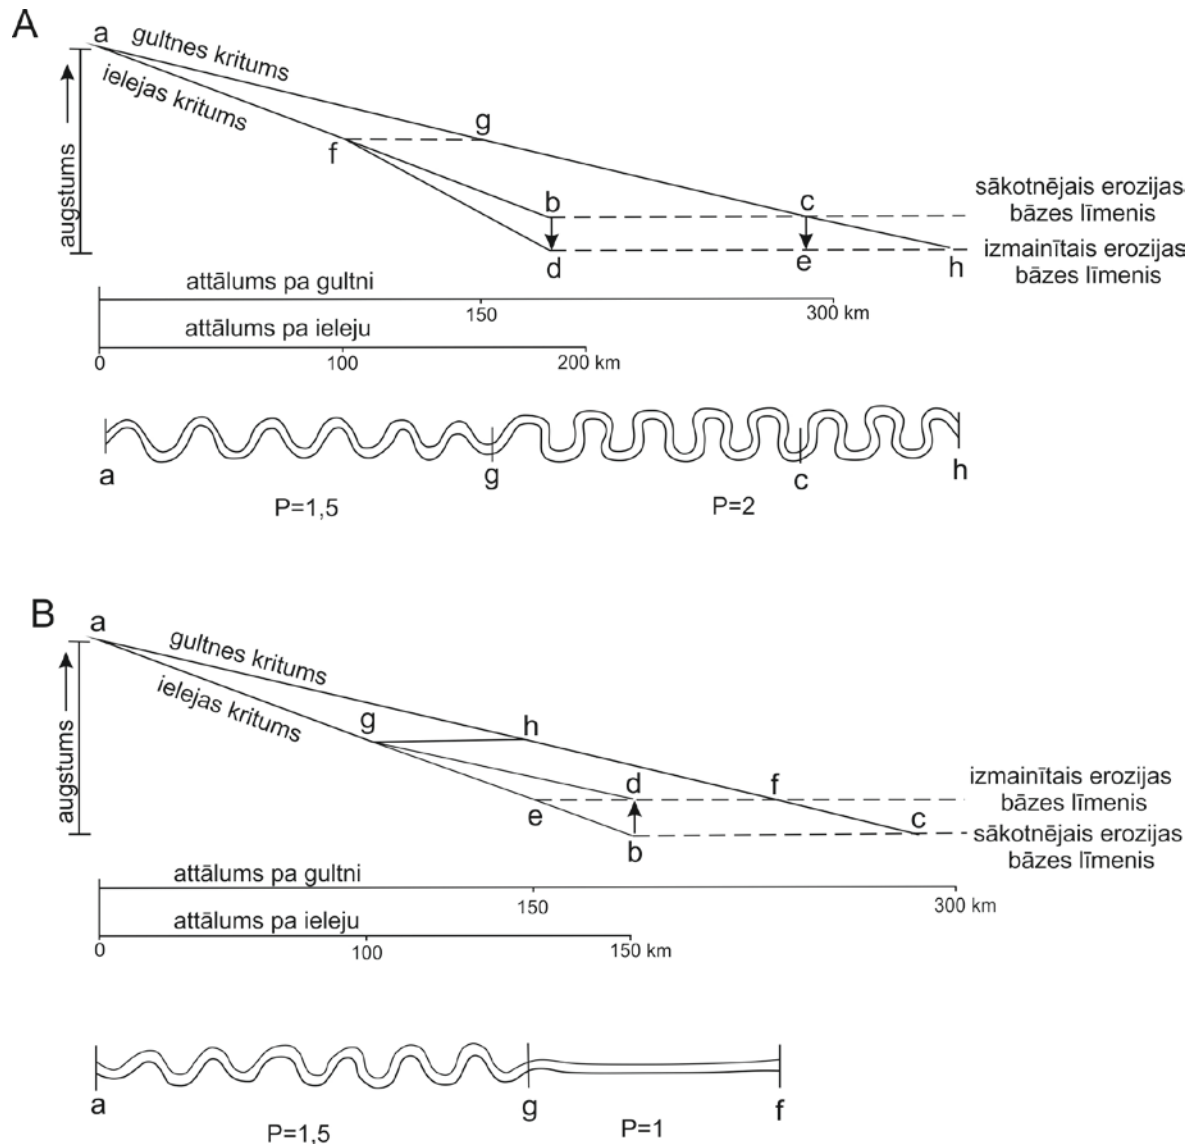 A
a
gultnes kritums
ielejas kritums
augstums
g
f
b
c
d
e
h
sākotnējais erozijas
bāzes līmenis
izmainītais erozijas
bāzes līmenis
attālums pa gultni
150
300 km
attālums pa ieleju
0
100
200 km
a
g
c
h
P=1,5
P=2
B
a
gultnes kritums
ielejas kritums
augstums
g
h
d
f
e
c
b
izmainītais erozijas
bāzes līmenis
sākotnējais erozijas
bāzes līmenis
attālums pa gultni
150
300 km
attālums pa ieleju
0
100
150 km
a
g
f
P=1,5
P=1